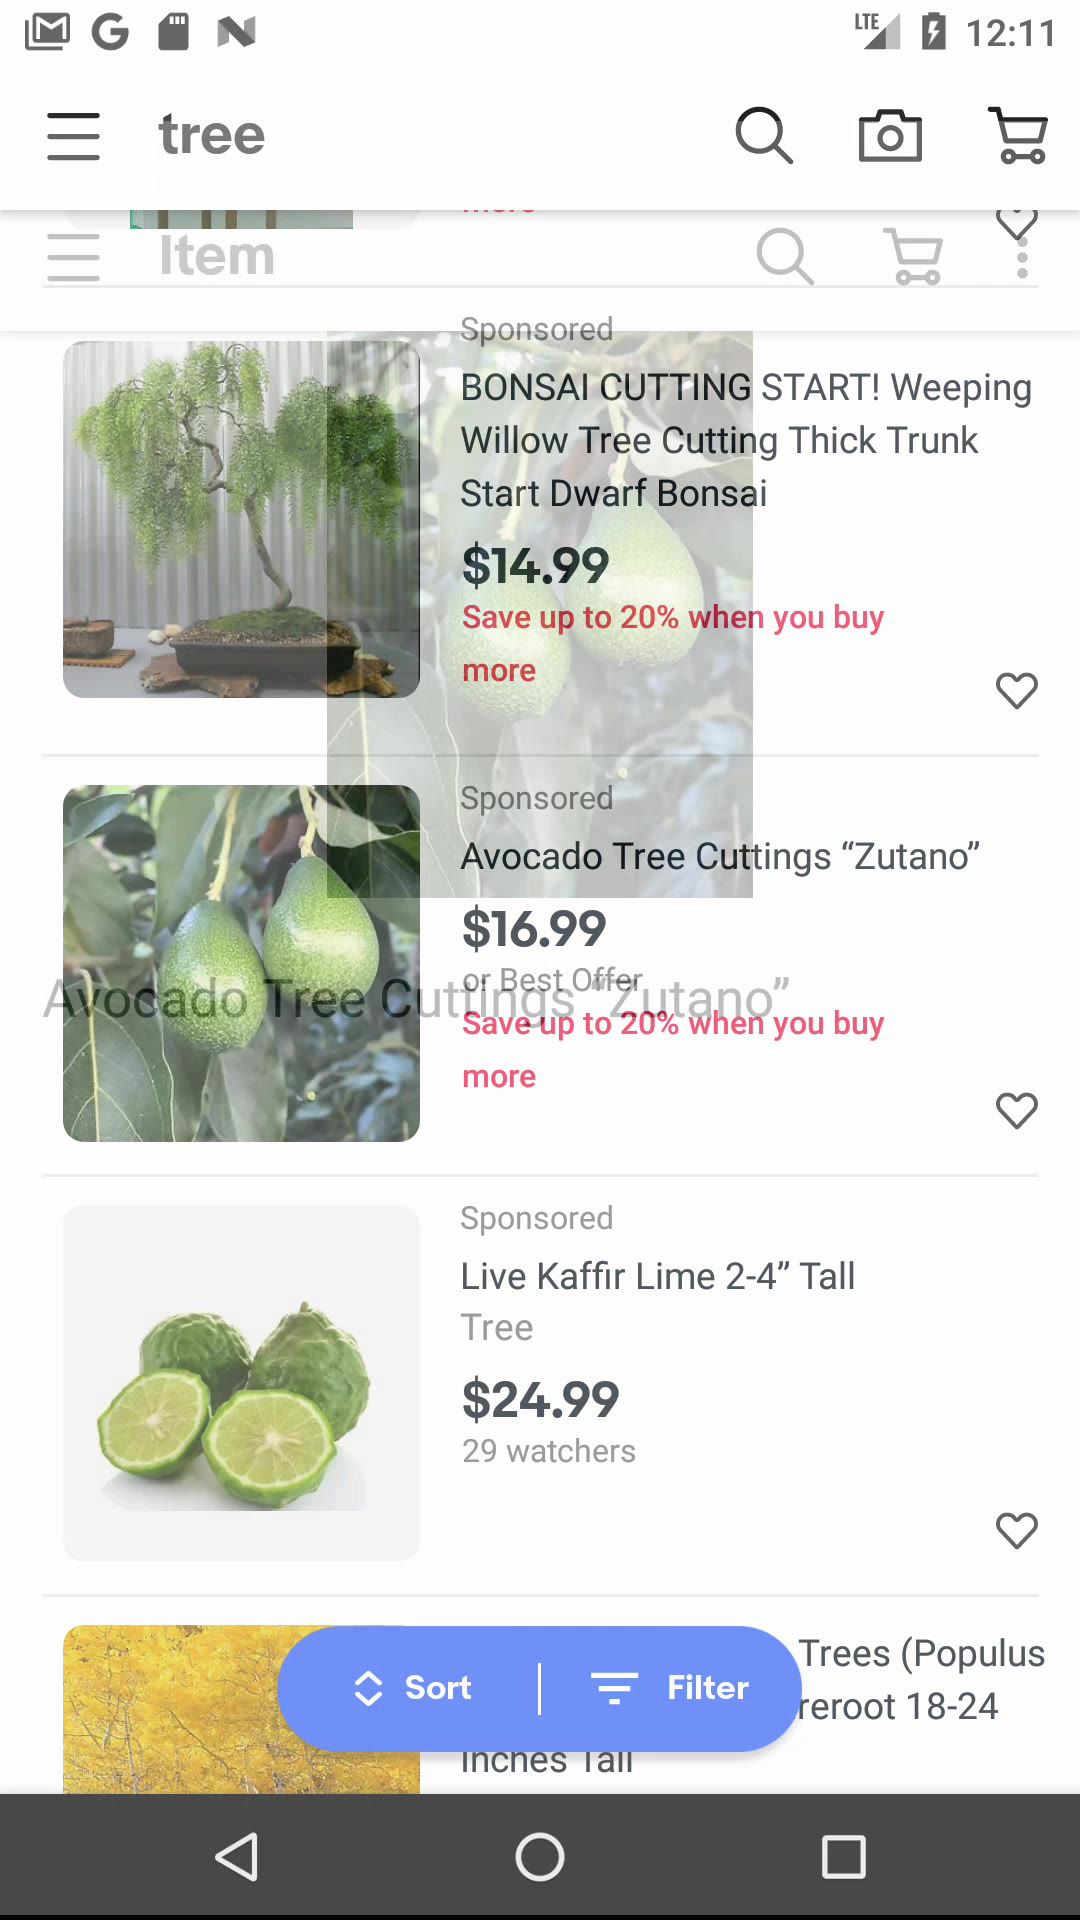 LTE 12:11
tree
more
Item
Sponsored
BONSAI CUTTING START! Weeping
Willow Tree Cutting Thick Trunk
Start Dwarf Bonsai
$14.99
Save up to 20% when you buy
more
Sponsored
Avocado Tree Cuttings “Zutano”
$16.99
or Best Offer
Avocado Tree Cuttings “Zutano”
Save up to 20% when you buy
more
Sponsored
Live Kaffir Lime 2-4” Tall
Tree
$24.99
29 watchers
Trees (Populus
reroot 18-24
Inches Tall
Sort
Filter